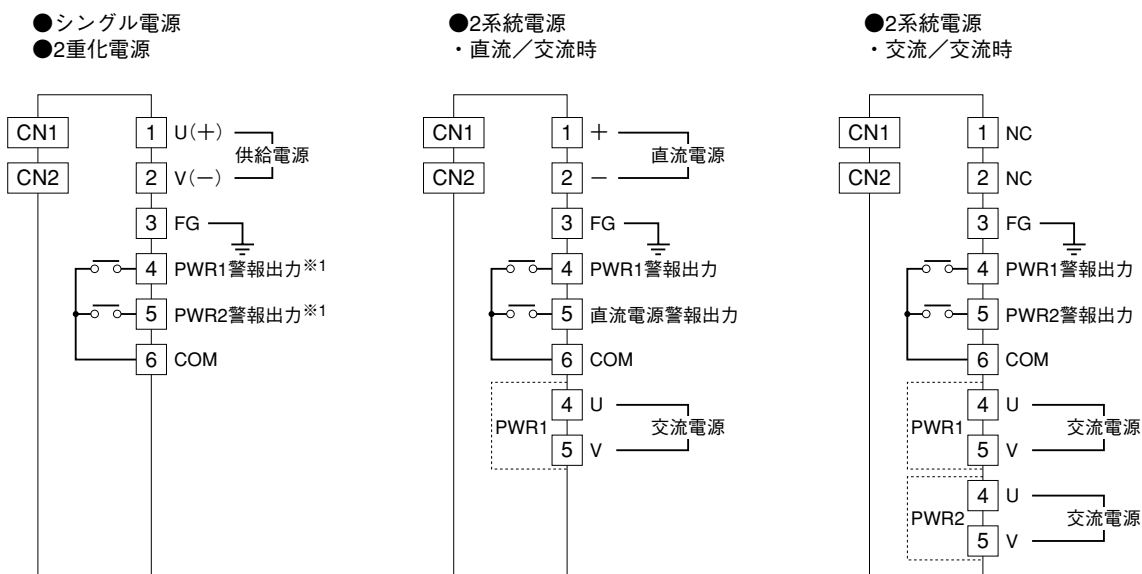 ●シングル電源
●2重化電源
CN1
CN2
1 U(+)
供給電源
2 V(−)
3 FG
4 PWR1警報出力※1
5 PWR2警報出力※1
6 COM
●2系統電源
・直流／交流時
CN1
CN2
1 +
直流電源
2 −
3 FG
4 PWR1警報出力
5 直流電源警報出力
6 COM
PWR1
4 U
交流電源
5 V
●2系統電源
・交流／交流時
CN1
CN2
1 NC
2 NC
3 FG
4 PWR1警報出力
5 PWR2警報出力
6 COM
PWR1
4 U
交流電源
5 V
PWR2
4 U
交流電源
5 V